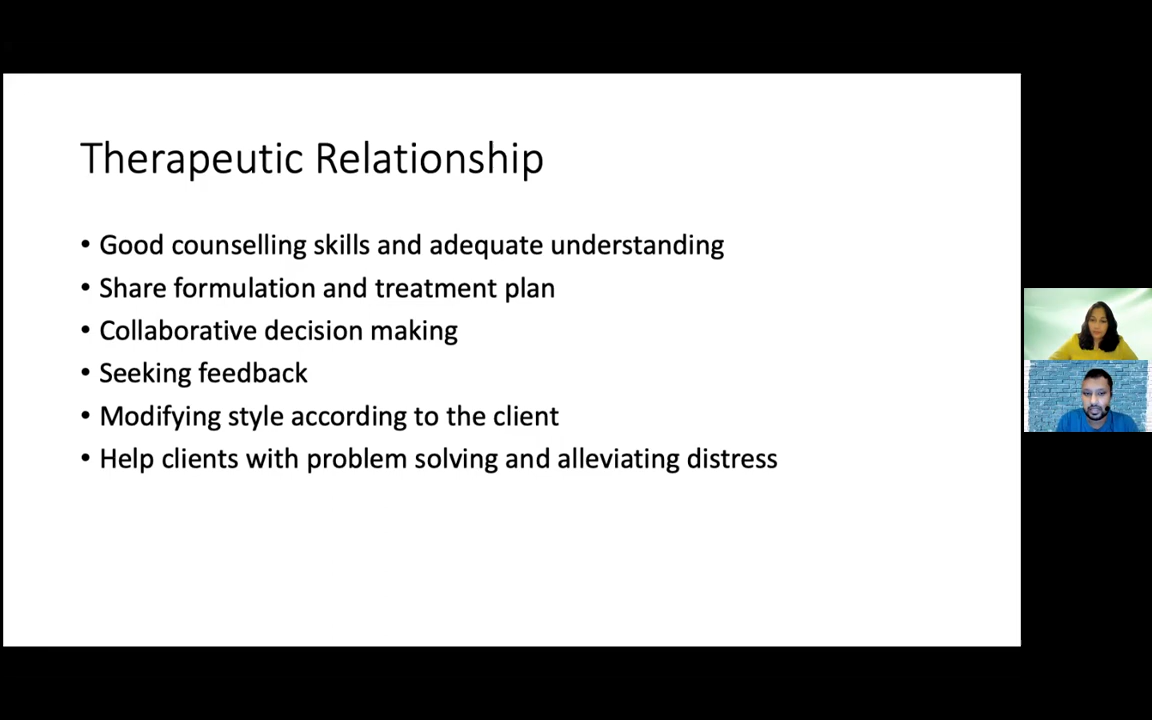 Therapeutic Relationship
• Good counselling skills and adequate understanding
• Share formulation and treatment plan
• Collaborative decision making
• Seeking feedback
• Modifying style according to the client
• Help clients with problem solving and alleviating distress